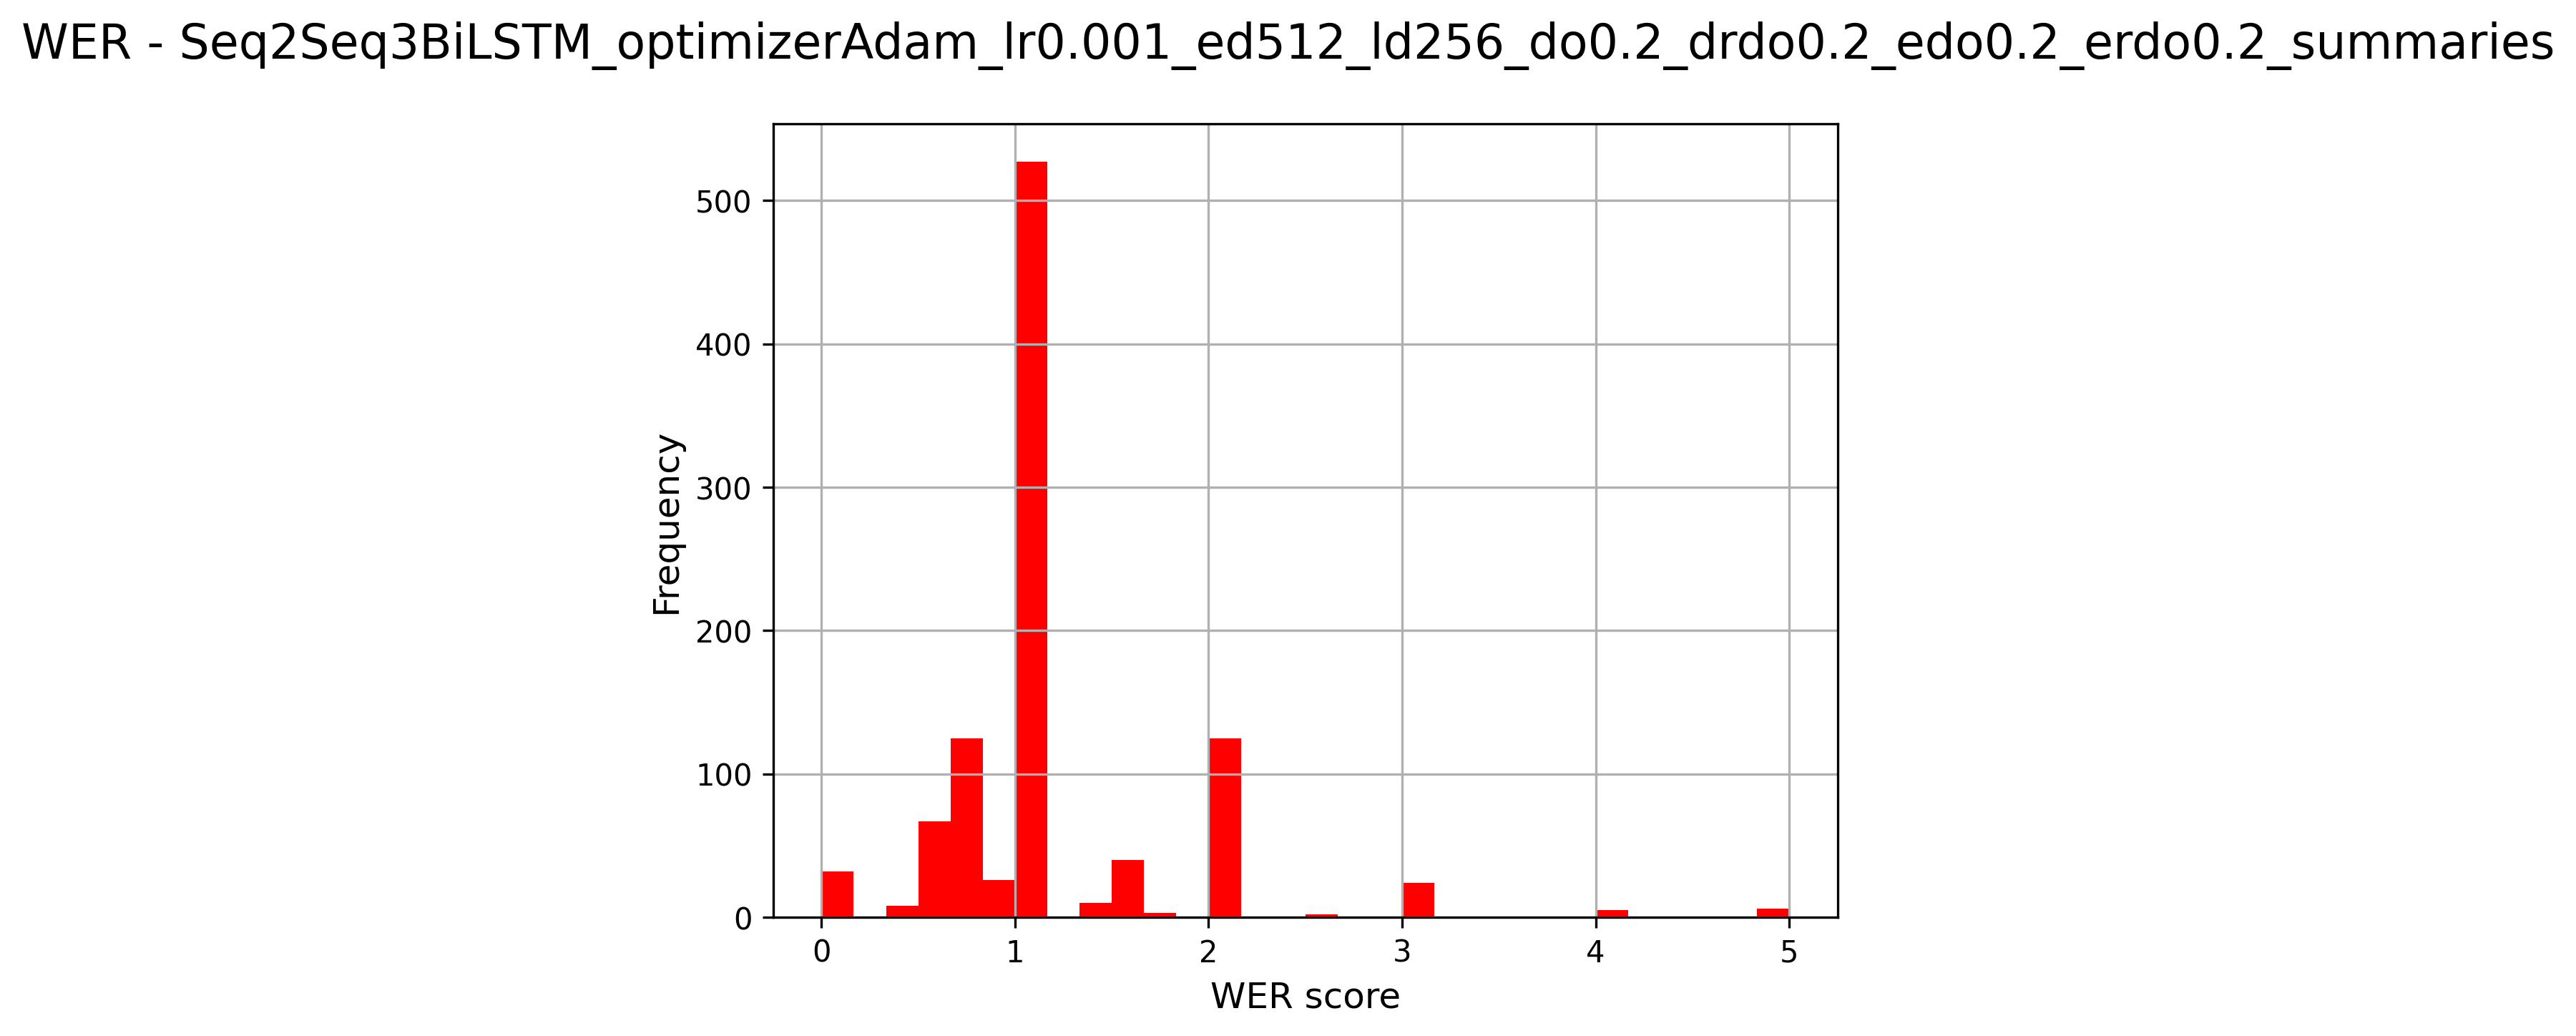 WER - Seq2Seq3BiLSTM_optimizerAdam_lr0.001_ed512_ld256_do0.2_drdo0.2_edo0.2_erdo0.2_summaries
500
400
300
200
100
0
Frequency
0 1 2 3 4 5
WER score